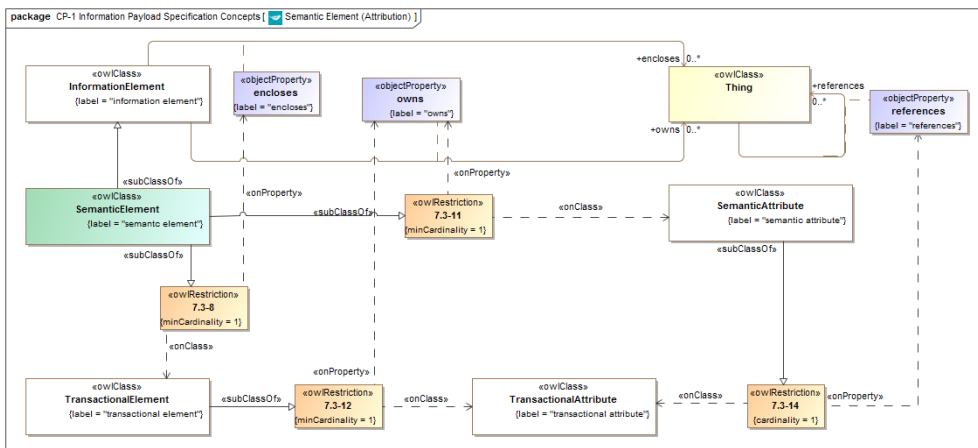 package CP-1 Information Payload Specification Concepts [ Semantic Element (Attribution) ]
«owlClass»
InformationElement
{label = "information element"}
«objectProperty»
encloses
{label = "encloses"}
«objectProperty»
owns
{label = "owns"}
+encloses 0..*
«owlClass»
Thing
+references
0..*
+owns 0..*
«objectProperty»
references
{label = "references"}
«subClassOf»
«onProperty»
«onProperty»
«owlClass»
SemanticElement
{label = "semantc element"}
«subClassOf»
«owlRestriction»
7.3-11
{minCardinality = 1}
«onClass»
«owlClass»
SemanticAttribute
{label = "semantic attribute"}
«subClassOf»
«subClassOf»
«owlRestriction»
7.3-8
{minCardinality = 1}
«onClass»
«onProperty»
«owlClass»
TransactionalElement
{label = "transactional element"}
«subClassOf»
«owlRestriction»
7.3-12
{minCardinality = 1}
«onClass»
«owlClass»
TransactionalAttribute
{label = "transactional attribute"}
«onClass»
«owlRestriction»
7.3-14
{cardinality = 1}
«onProperty»